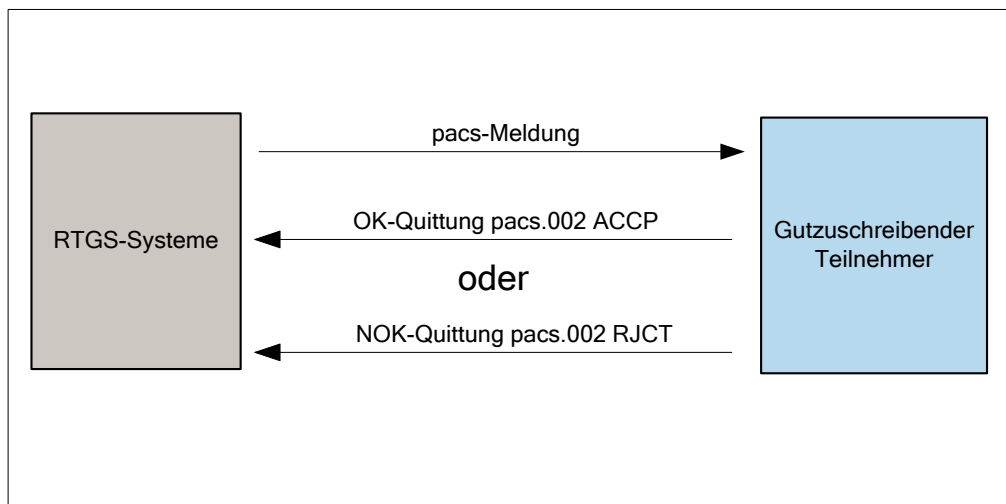 pacs-Meldung
RTGS-Systeme
OK-Quittung pacs.002 ACCP
oder
NOK-Quittung pacs.002 RJCT
Gutzuschreibender
Teilnehmer